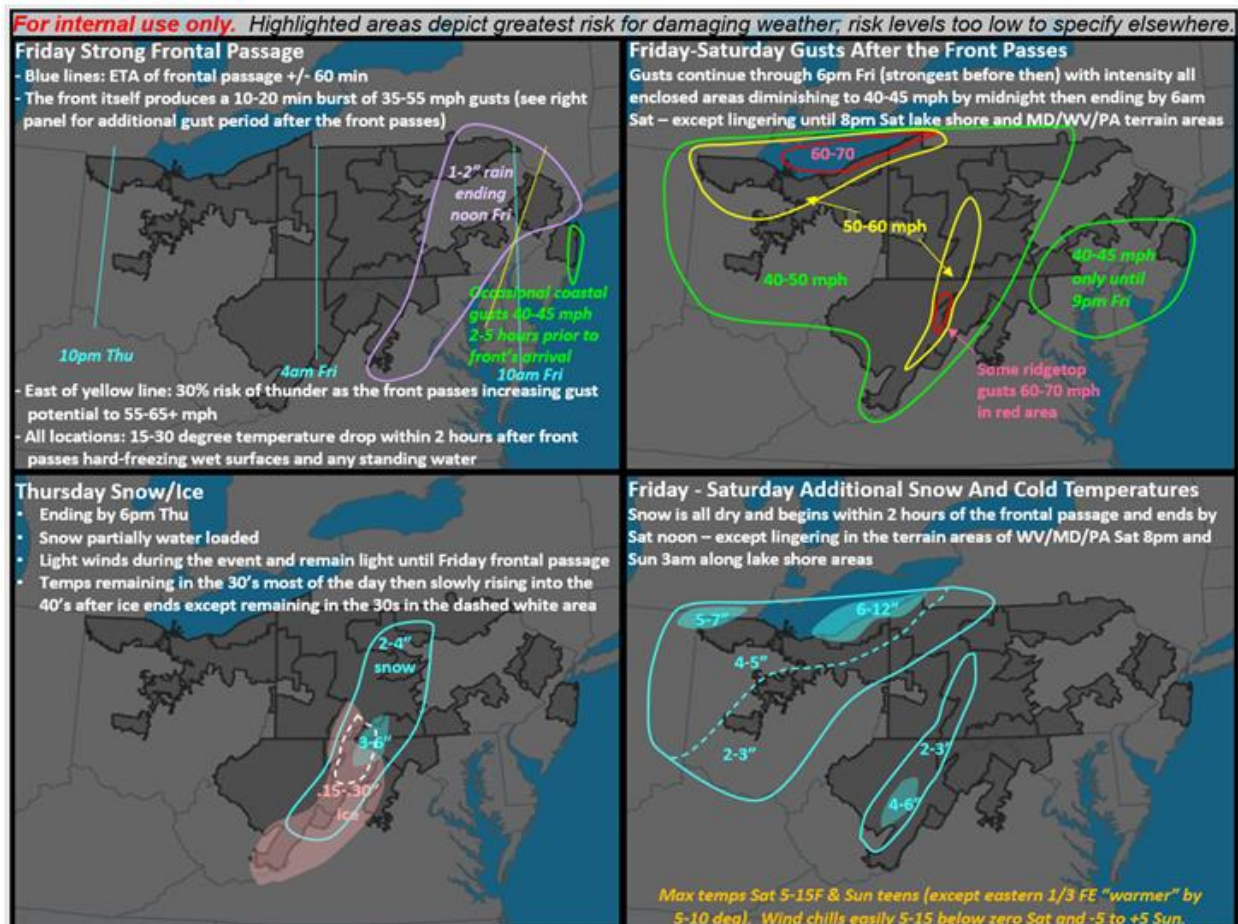 For internal use only. Highlighted areas depict greatest risk for damaging weather; risk levels too low to specify elsewhere.
Friday Strong Frontal Passage
- Blue lines: ETA of frontal passage +/- 60 min
- The front itself produces a 10-20 min burst of 35-55 mph gusts (see right
panel for additional gust period after the front passes)
1-2" rain
ending
noon Fri
Occasional coastal
gusts 40-45 mph
2-5 hours prior to
front's arrival
10pm Thu
4am Fri
10am Fri
- East of yellow line: 30% risk of thunder as the front passes increasing gust
potential to 55-65+ mph
- All locations: 15-30 degree temperature drop within 2 hours after front
passes hard-freezing wet surfaces and any standing water
Friday-Saturday Gusts After the Front Passes
Gusts continue through 6pm Fri (strongest before then) with intensity all
enclosed areas diminishing to 40-45 mph by midnight then ending by 6am
Sat – except lingering until 8pm Sat lake shore and MD/WV/PA terrain areas
60-70
50-60 mph
40-50 mph
40-45 mph
only until
9pm Fri
Some ridgetop
gusts 60-70 mph
in red area
Thursday Snow/Ice
• Ending by 6pm Thu
• Snow partially water loaded
• Light winds during the event and remain light until Friday frontal passage
• Temps remaining in the 30's most of the day then slowly rising into the
40's after ice ends except remaining in the 30s in the dashed white area
2-4"
snow
3-6"
.15-.30"
ice
Friday - Saturday Additional Snow And Cold Temperatures
Snow is all dry and begins within 2 hours of the frontal passage and ends by
Sat noon – except lingering in the terrain areas of WV/MD/PA Sat 8pm and
Sun 3am along lake shore areas
5-7"
6-12"
4-5"
2-3"
2-3"
4-6"
Max temps Sat 5-15F & Sun teens (except eastern 1/3 FE "warmer" by
5-10 deg). Wind chills easily 5-15 below zero Sat and -5 to +5 Sun